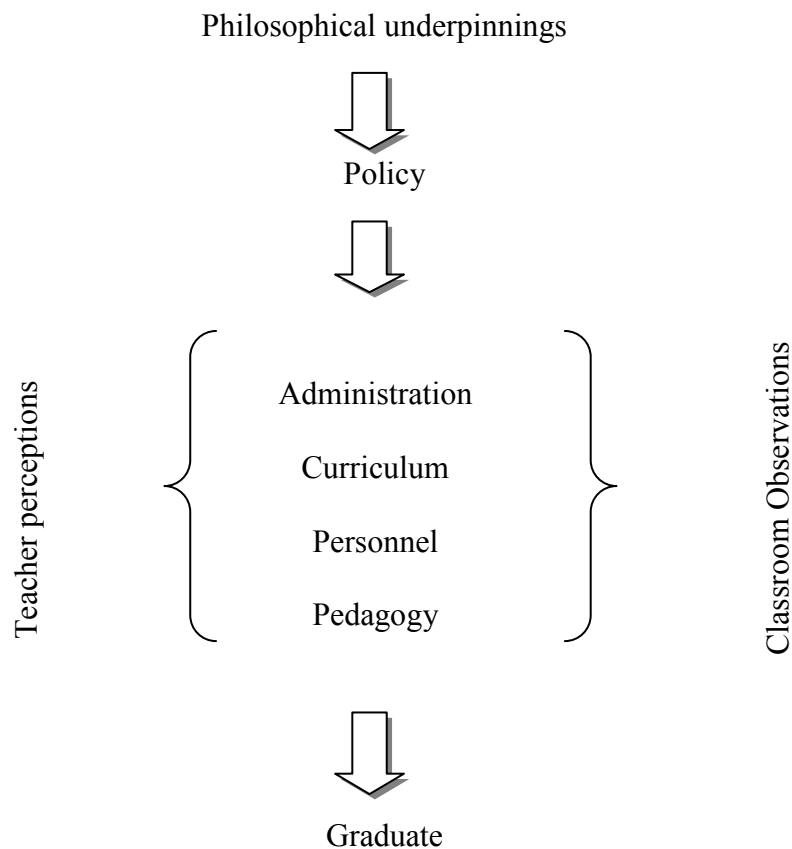 Philosophical underpinnings
Policy
Teacher perceptions
Administration
Curriculum
Personnel
Pedagogy
Classroom Observations
Graduate